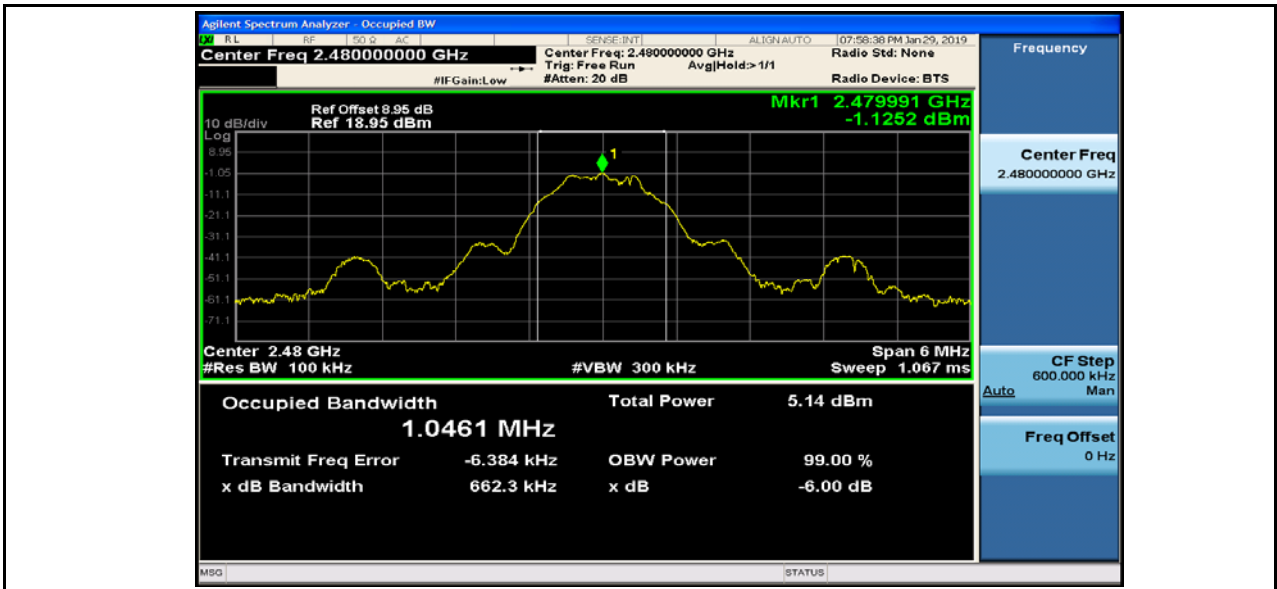 Agilent Spectrum Analyzer - Occupied BW
RL RF 50 Ω AC SENSE:INT ALIGN AUTO 07:58:38 PM Jan 29, 2019
Center Freq 2.480000000 GHz
Center Freq: 2.480000000 GHz
Radio Std: None
Trig: Free Run Avg|Hold:>1/1
#IFGain:Low
#Atten: 20 dB
Radio Device: BTS
Ref Offset 8.95 dB
10 dB/div Ref 18.95 dBm
Mkr1 2.479991 GHz
-1.1252 dBm
Log
8.95
-1.05
-11.1
-21.1
-31.1
-41.1
-51.1
-61.1
-71.1
1
Center 2.48 GHz
Span 6 MHz
#Res BW 100 kHz
#VBW 300 kHz
Sweep 1.067 ms
Occupied Bandwidth
1.0461 MHz
Total Power 5.14 dBm
Transmit Freq Error -6.384 kHz
OBW Power 99.00 %
x dB Bandwidth 662.3 kHz
x dB -6.00 dB
Frequency
Center Freq
2.480000000 GHz
CF Step
600.000 kHz
Auto Man
Freq Offset
0 Hz
MSG
STATUS